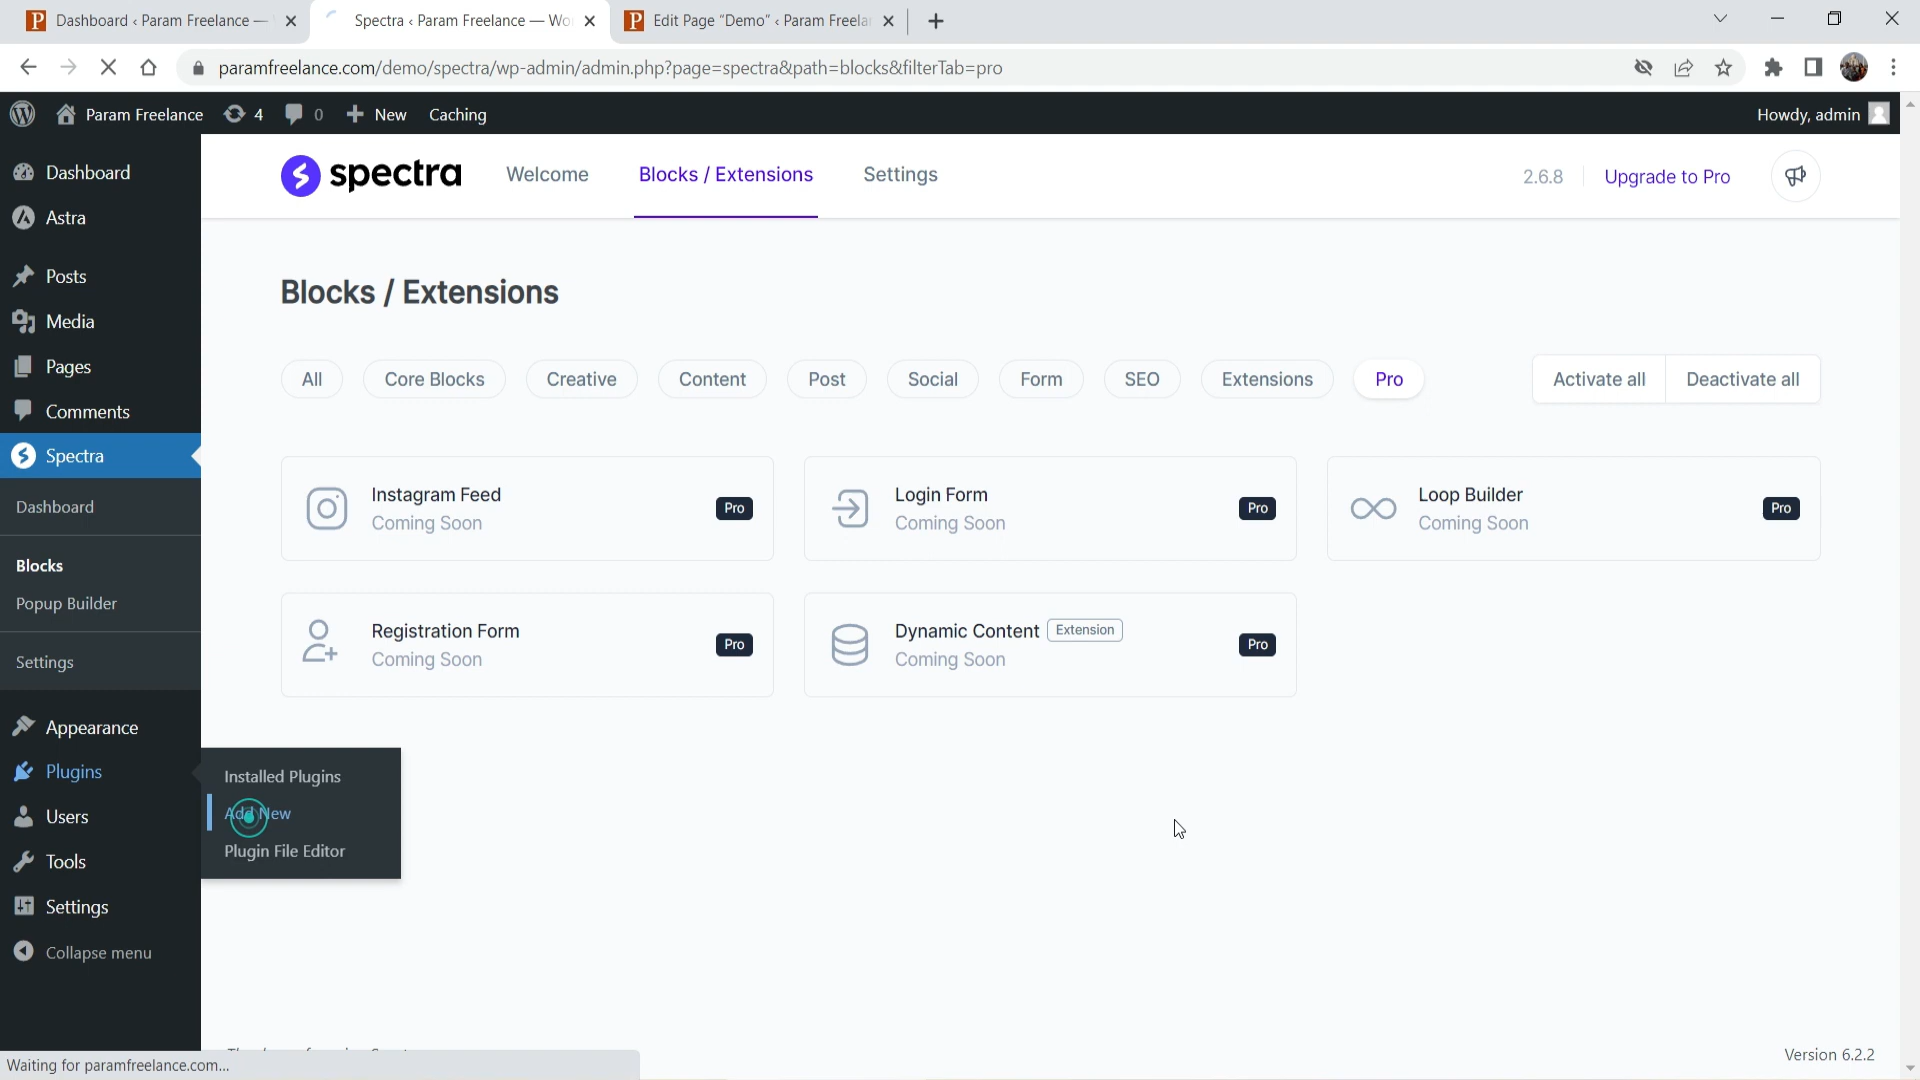 Dashboard ‹ Param Freelance —
Spectra ‹ Param Freelance — Wo
Edit Page "Demo" ‹ Param Freela
paramfreelance.com/demo/spectra/wp-admin/admin.php?page=spectra&path=blocks&filterTab=pro
Param Freelance 4 0 New Caching Howdy, admin
Dashboard
Astra
Posts
Media
Pages
Comments
Spectra
Dashboard
Blocks
Popup Builder
Settings
Appearance
Plugins
Users
Tools
Settings
Collapse menu
Installed Plugins
Add New
Plugin File Editor
spectra Welcome Blocks / Extensions Settings 2.6.8 Upgrade to Pro
Blocks / Extensions
All Core Blocks Creative Content Post Social Form SEO Extensions Pro Activate all Deactivate all
Instagram Feed
Coming Soon
Pro
Login Form
Coming Soon
Pro
Loop Builder
Coming Soon
Pro
Registration Form
Coming Soon
Pro
Dynamic Content Extension
Coming Soon
Pro
Version 6.2.2
Waiting for paramfreelance.com...